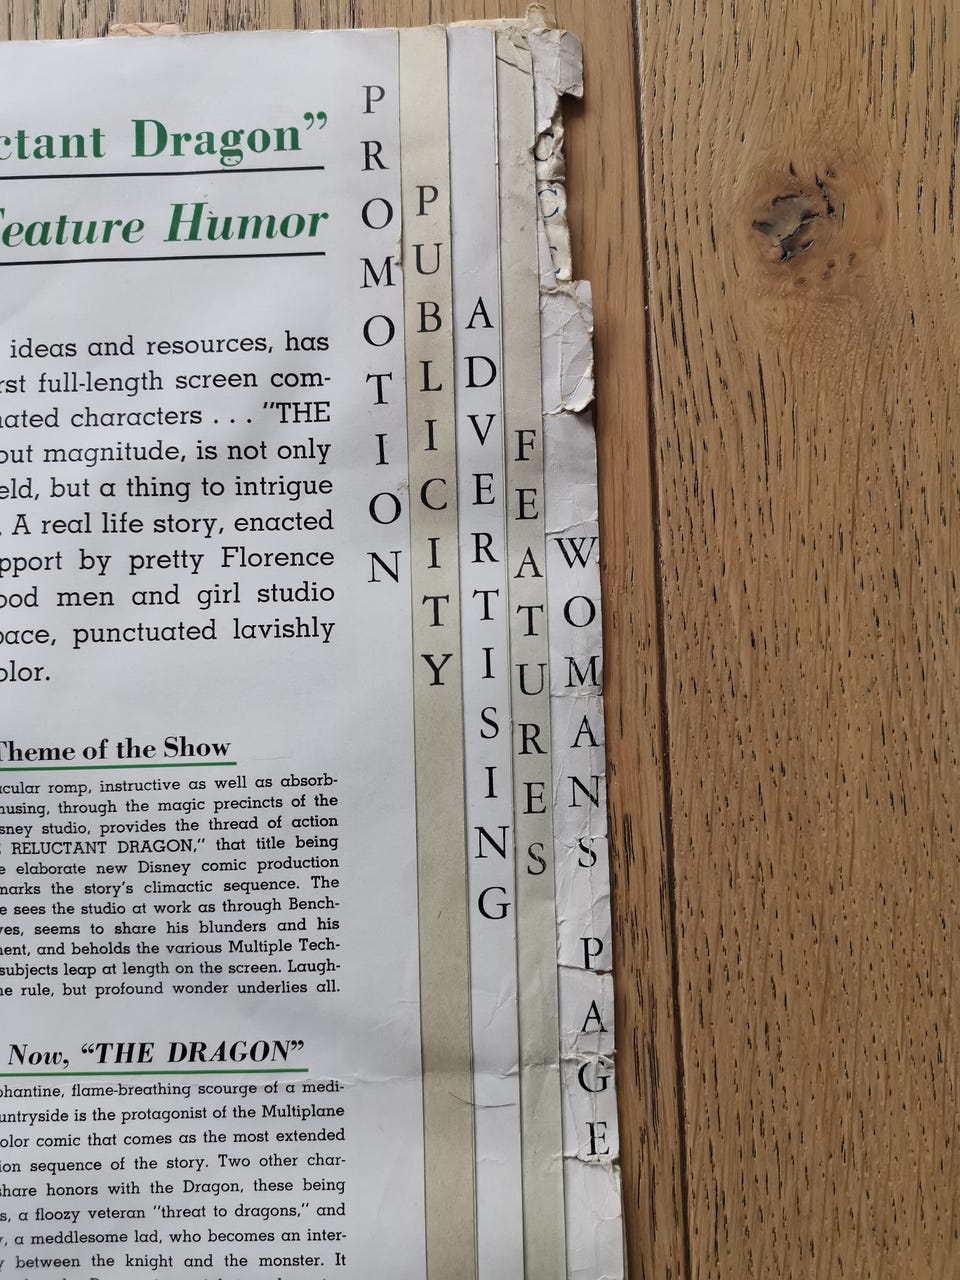 ctant Dragon”
eature Humor
ideas and resources, has
rst full-length screen com-
nated characters . . . "THE
out magnitude, is not only
eld, but a thing to intrigue
. A real life story, enacted
pport by pretty Florence
ood men and girl studio
pace, punctuated lavishly
olor.
Theme of the Show
acular romp, instructive as well as absorb-
musing, through the magic precincts of the
sney studio, provides the thread of action
E RELUCTANT DRAGON," that title being
e elaborate new Disney comic production
marks the story's climactic sequence. The
e sees the studio at work as through Bench-
yes, seems to share his blunders and his
ment, and beholds the various Multiple Tech-
subjects leap at length on the screen. Laugh-
he rule, but profound wonder underlies all.
Now, “THE DRAGON”
phantine, flame-breathing scourge of a medi-
untryside is the protagonist of the Multiplane
olor comic that comes as the most extended
ion sequence of the story. Two other char-
share honors with the Dragon, these being
s, a floozy veteran "threat to dragons," and
y, a meddlesome lad, who becomes an inter-
y between the knight and the monster. It
PROMOTION
PUBLICITY
ADVERTISING
FEATURES
WOMAN'S PAGE